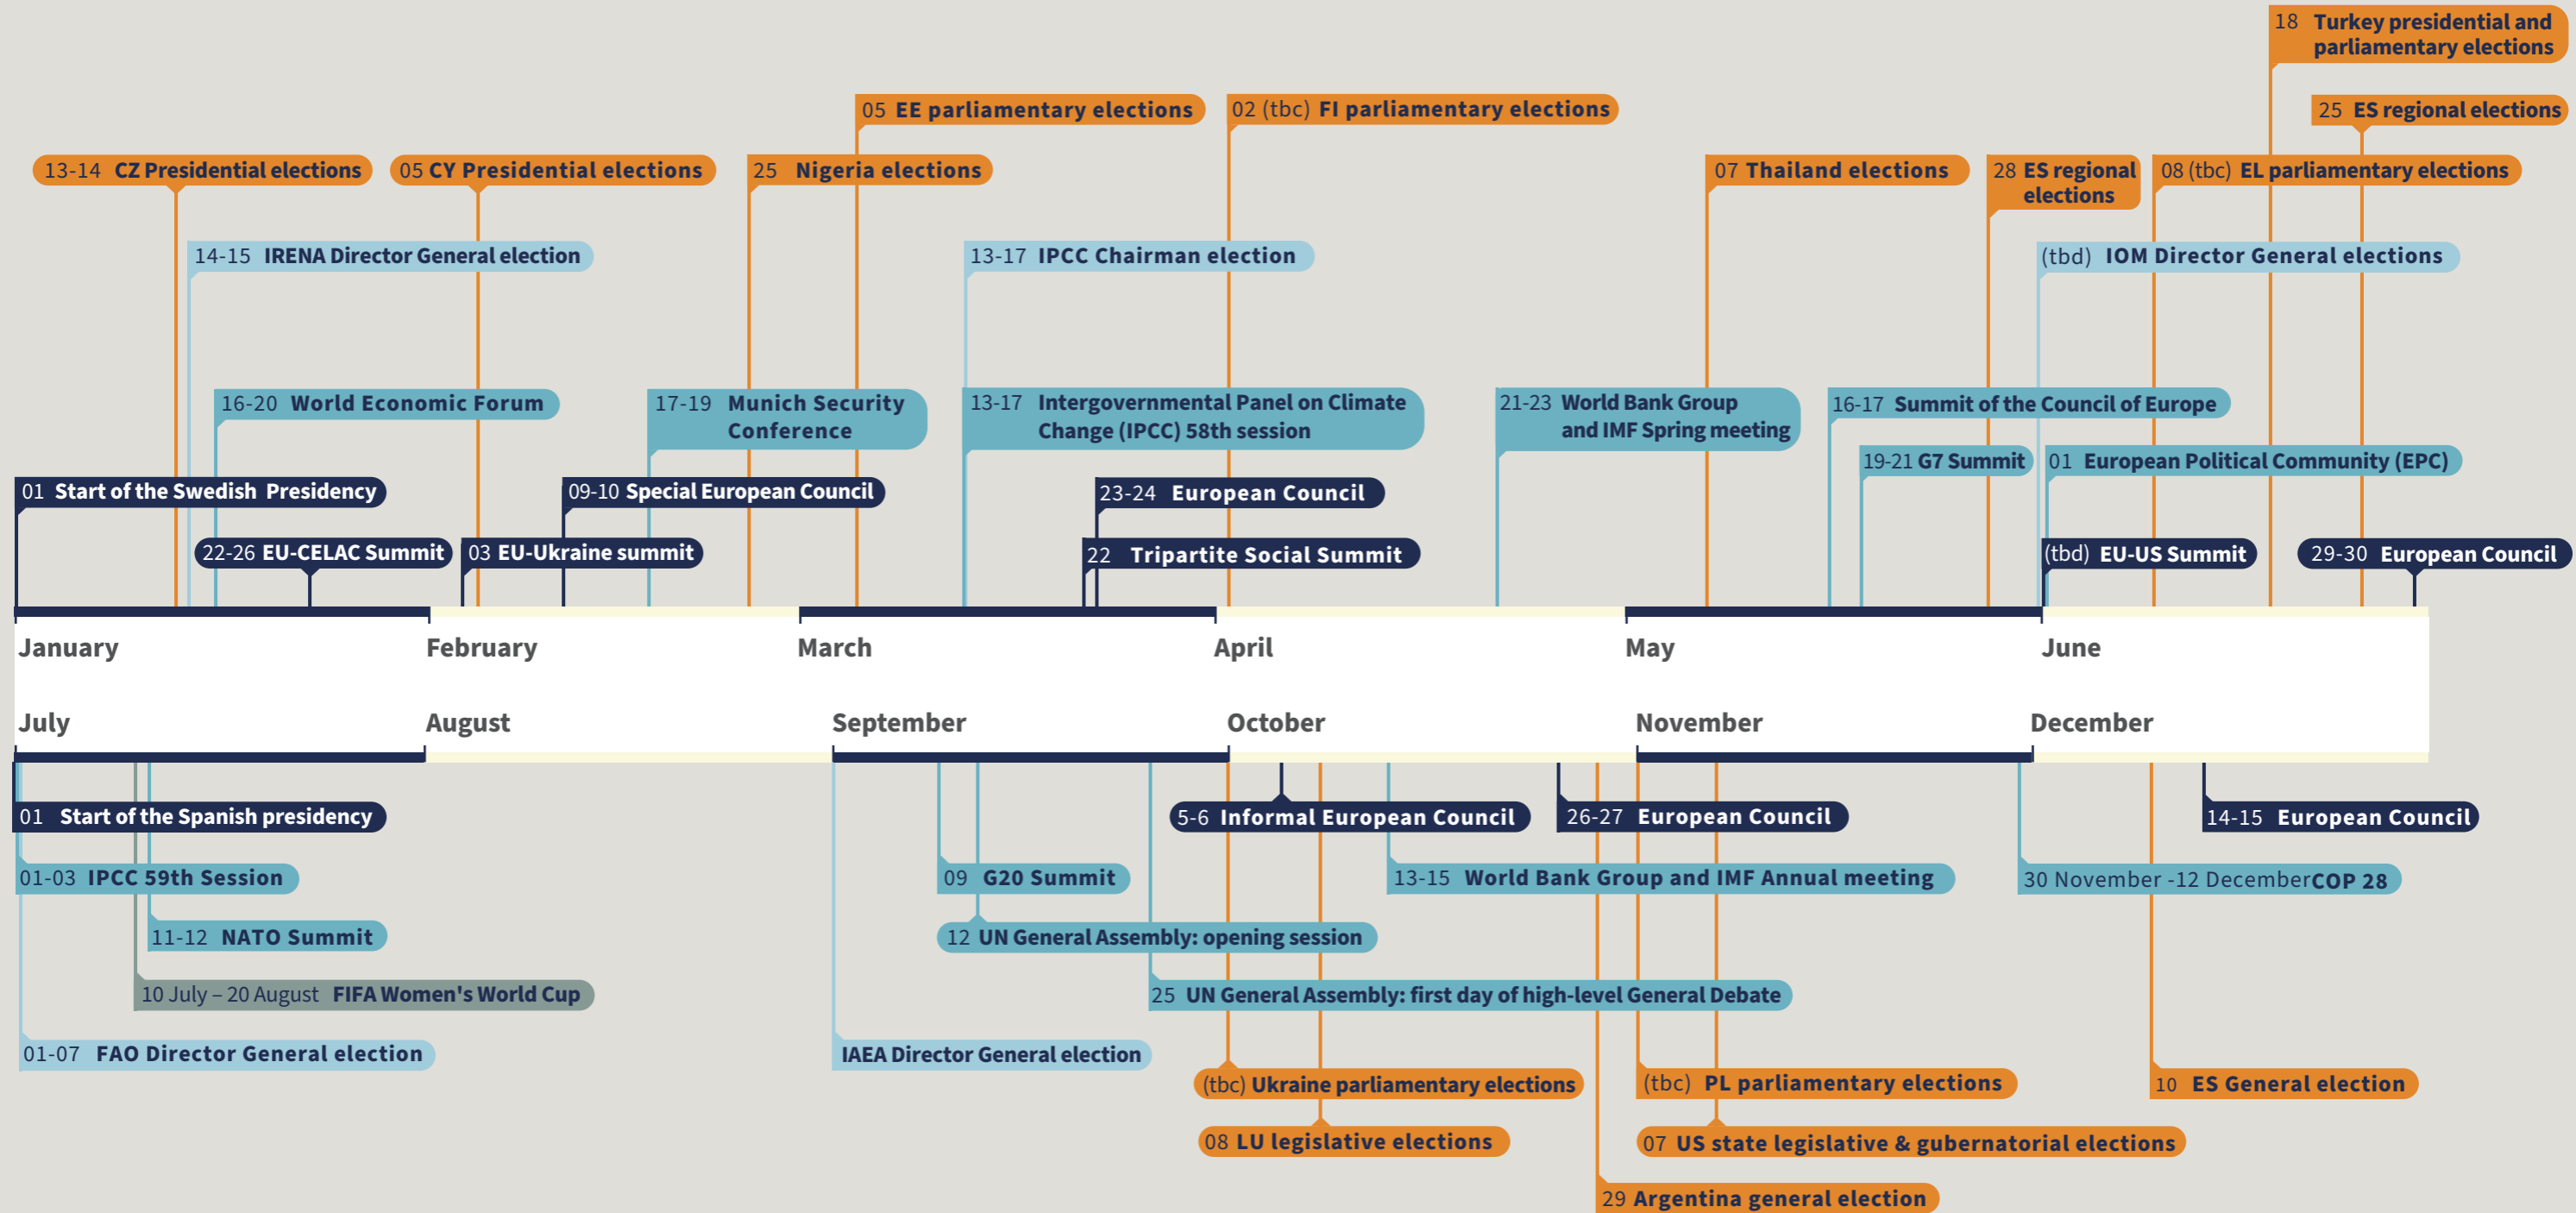 18 Turkey presidential and
parliamentary elections
05 EE parliamentary elections
02 (tbc) FI parliamentary elections
25 ES regional elections
13-14 CZ Presidential elections
05 CY Presidential elections
25 Nigeria elections
07 Thailand elections
28 ES regional
elections
08 (tbc) EL parliamentary elections
14-15 IRENA Director General election
13-17 IPCC Chairman election
(tbd) IOM Director General elections
16-20 World Economic Forum
17-19 Munich Security
Conference
13-17 Intergovernmental Panel on Climate
Change (IPCC) 58th session
21-23 World Bank Group
and IMF Spring meeting
16-17 Summit of the Council of Europe
19-21 G7 Summit
01 European Political Community (EPC)
01 Start of the Swedish Presidency
09-10 Special European Council
23-24 European Council
22-26 EU-CELAC Summit
03 EU-Ukraine summit
22 Tripartite Social Summit
(tbd) EU-US Summit
29-30 European Council
January
February
March
April
May
June
July
August
September
October
November
December
01 Start of the Spanish presidency
5-6 Informal European Council
26-27 European Council
14-15 European Council
01-03 IPCC 59th Session
09 G20 Summit
13-15 World Bank Group and IMF Annual meeting
30 November -12 DecemberCOP 28
11-12 NATO Summit
12 UN General Assembly: opening session
10 July – 20 August FIFA Women's World Cup
25 UN General Assembly: first day of high-level General Debate
01-07 FAO Director General election
IAEA Director General election
(tbc) Ukraine parliamentary elections
(tbc) PL parliamentary elections
10 ES General election
08 LU legislative elections
07 US state legislative & gubernatorial elections
29 Argentina general election